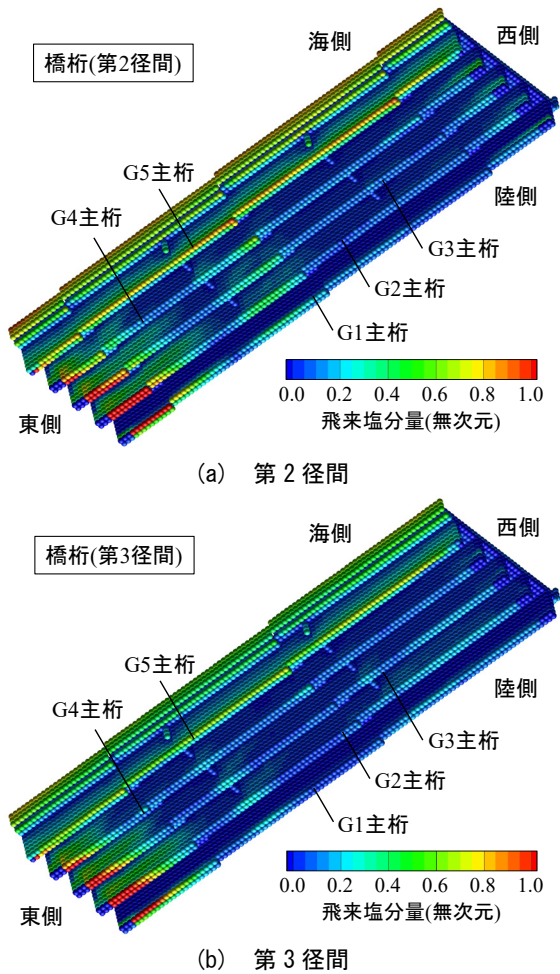 橋桁(第2径間)
海側
西側
G5主桁
G4主桁
陸側
G3主桁
G2主桁
G1主桁
東側
0.0 0.2 0.4 0.6 0.8 1.0
飛来塩分量(無次元)
(a) 第2径間
橋桁(第3径間)
海側
西側
G5主桁
G4主桁
陸側
G3主桁
G2主桁
G1主桁
東側
0.0 0.2 0.4 0.6 0.8 1.0
飛来塩分量(無次元)
(b) 第3径間